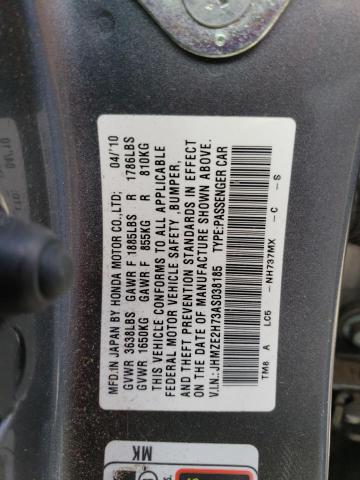 MFD.IN JAPAN BY HONDA MOTOR CO.,LTD; 04/'10
GVWR 3638LBS GAWR F 1885LBS R 1786LBS
GVWR 1650KG GAWR F 855KG R 810KG
THIS VEHICLE CONFORMS TO ALL APPLICABLE
FEDERAL MOTOR VEHICLE SAFETY ,BUMPER,
AND THEFT PREVENTION STANDARDS IN EFFECT
ON THE DATE OF MANUFACTURE SHOWN ABOVE.
V.I.N.: JHMZE2H73AS038185 TYPE:PASSENGER CAR
TM8 A LC5 -NH737MX -C -S
MK